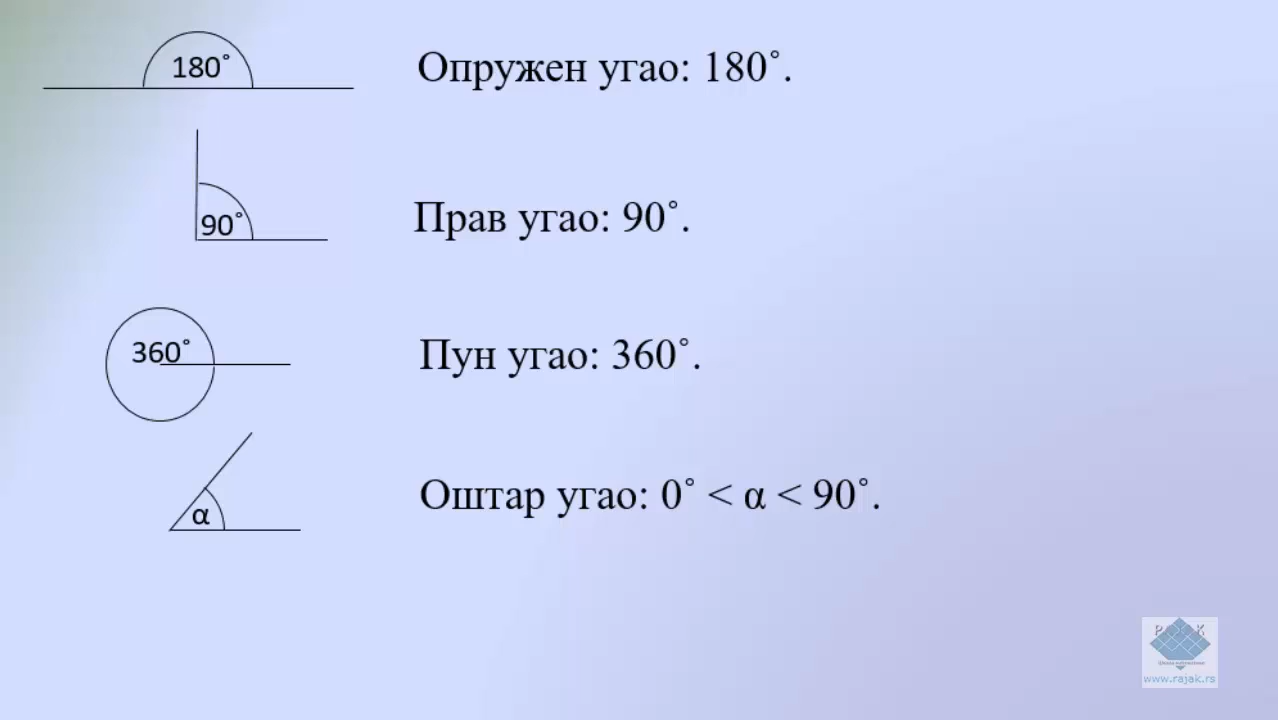 180˚
Опружен угао: 180˚.
90˚
Прав угао: 90˚.
360˚
Пун угао: 360˚.
α
Оштар угао: 0˚ < α < 90˚.
www.rajak.rs